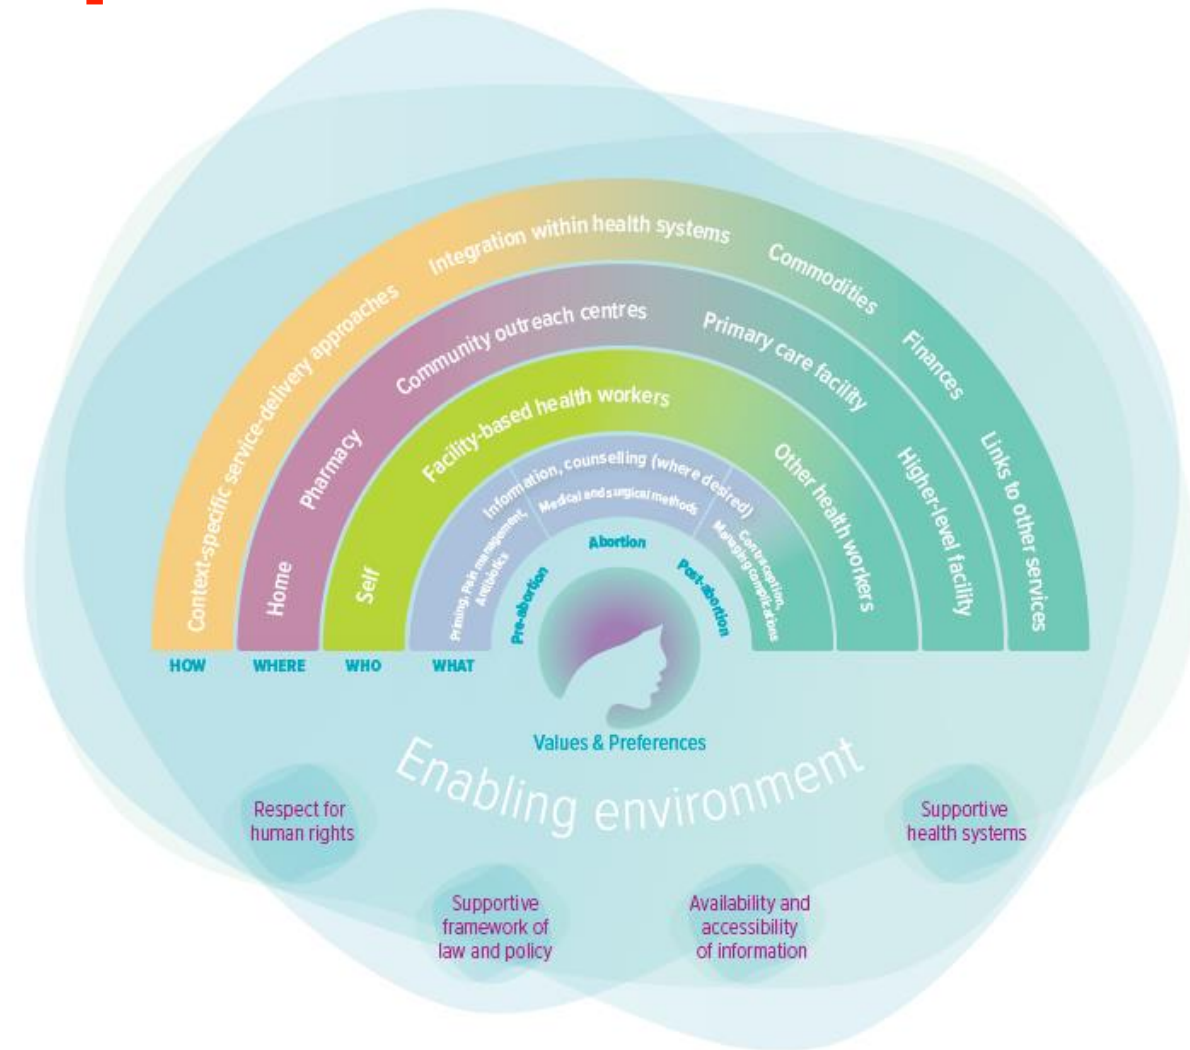 Context-specific service-delivery approaches
Integration within health systems
Commodities
Finances
Links to other services
Home
Pharmacy
Community outreach centres
Primary care facility
Higher-level facility
Self
Facility-based health workers
Other health workers
Information, counselling (where desired)
Priming, Pain management,
Antibiotics
Medical and surgical methods
Contraception,
Managing complications
Pre-abortion
Abortion
Post-abortion
HOW
WHERE
WHO
WHAT
Values & Preferences
Enabling environment
Respect for
human rights
Supportive
framework of
law and policy
Availability and
accessibility
of information
Supportive
health systems